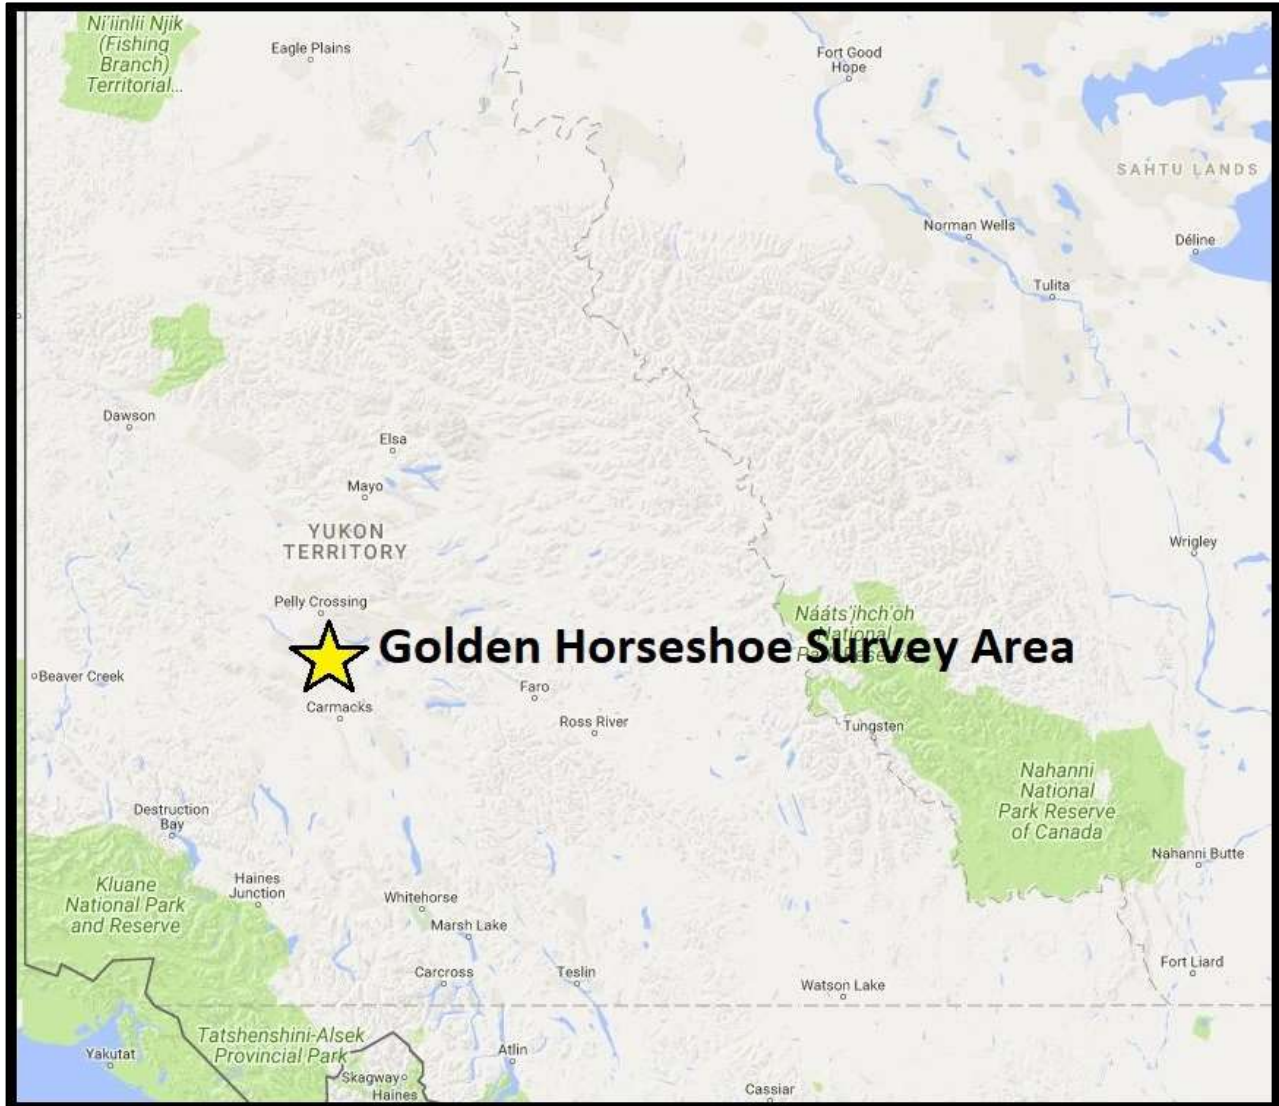 Ni'iinlii Njik
(Fishing
Branch)
Territorial...
Eagle Plains
Fort Good
Hope
SAHTU LANDS
Norman Wells
Déline
Tulita
Dawson
Elsa
Mayo
YUKON
TERRITORY
Wrigley
Pelly Crossing
Nááts'ihch'oh
National
Park Reserve
Golden Horseshoe Survey Area
Beaver Creek
Faro
Carmacks
Ross River
Tungsten
Nahanni
National
Park Reserve
of Canada
Destruction
Bay
Nahanni Butte
Kluane
National Park
and Reserve
Haines
Junction
Whitehorse
Marsh Lake
Carcross
Teslin
Fort Liard
Watson Lake
Tatshenshini-Alsek
Provincial Park
Yakutat
Atlin
Skagway
Haines
Cassiar